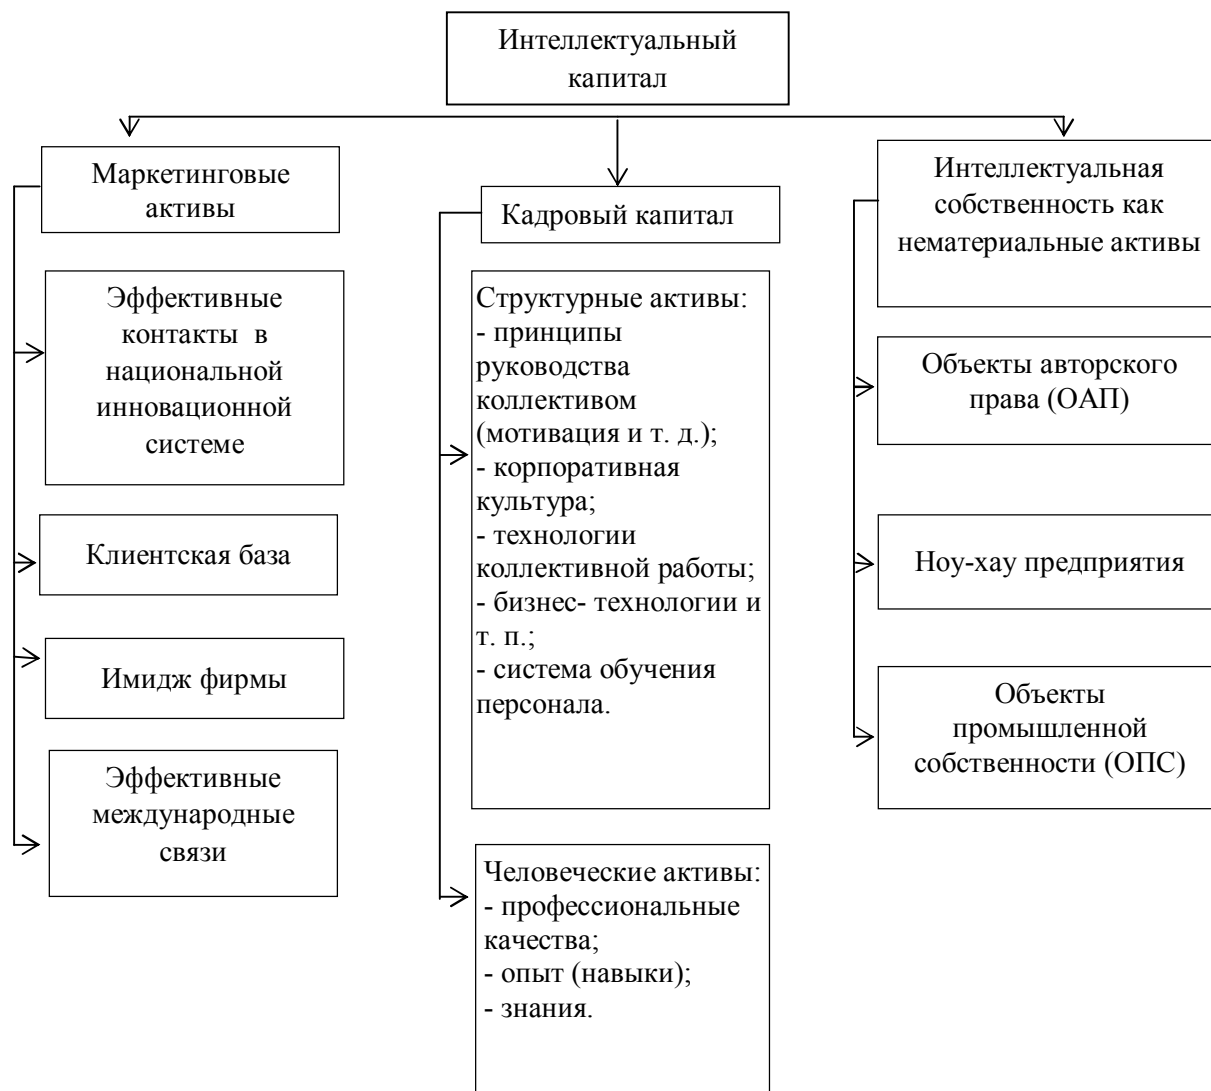 Интеллектуальный
капитал
Маркетинговые
активы
Эффективные
контакты в
национальной
инновационной
системе
Клиентская база
Имидж фирмы
Эффективные
международные
связи
Кадровый капитал
Структурные активы:
- принципы
руководства
коллективом
(мотивация и т. д.);
- корпоративная
культура;
- технологии
коллективной работы;
- бизнес- технологии и
т. п.;
- система обучения
персонала.
Человеческие активы:
- профессиональные
качества;
- опыт (навыки);
- знания.
Интеллектуальная
собственность как
нематериальные активы
Объекты авторского
права (ОАП)
Ноу-хау предприятия
Объекты
промышленной
собственности (ОПС)